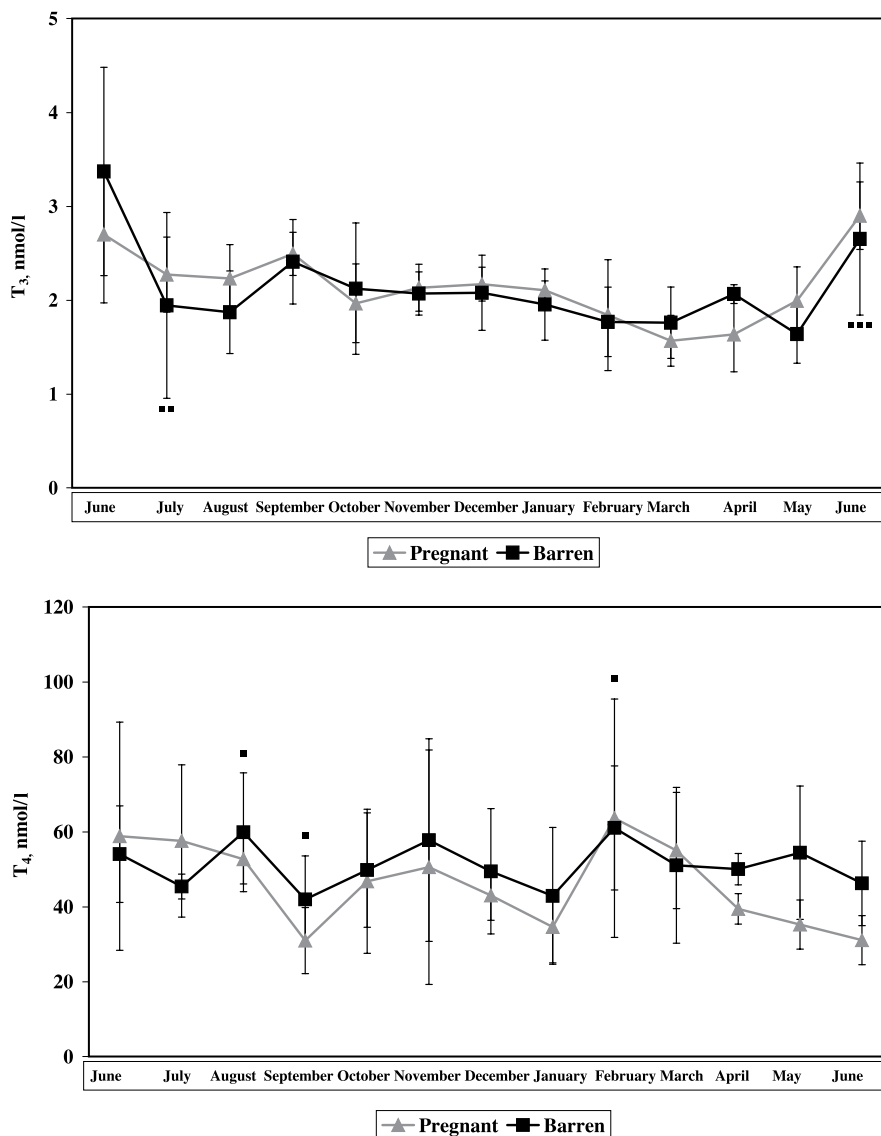 5
4
3
2
1
0
T3, nmol/l
June July August September October November December January February March April May June
Pregnant Barren
120
100
80
60
40
20
0
T4, nmol/l
June July August September October November December January February March April May June
Pregnant Barren